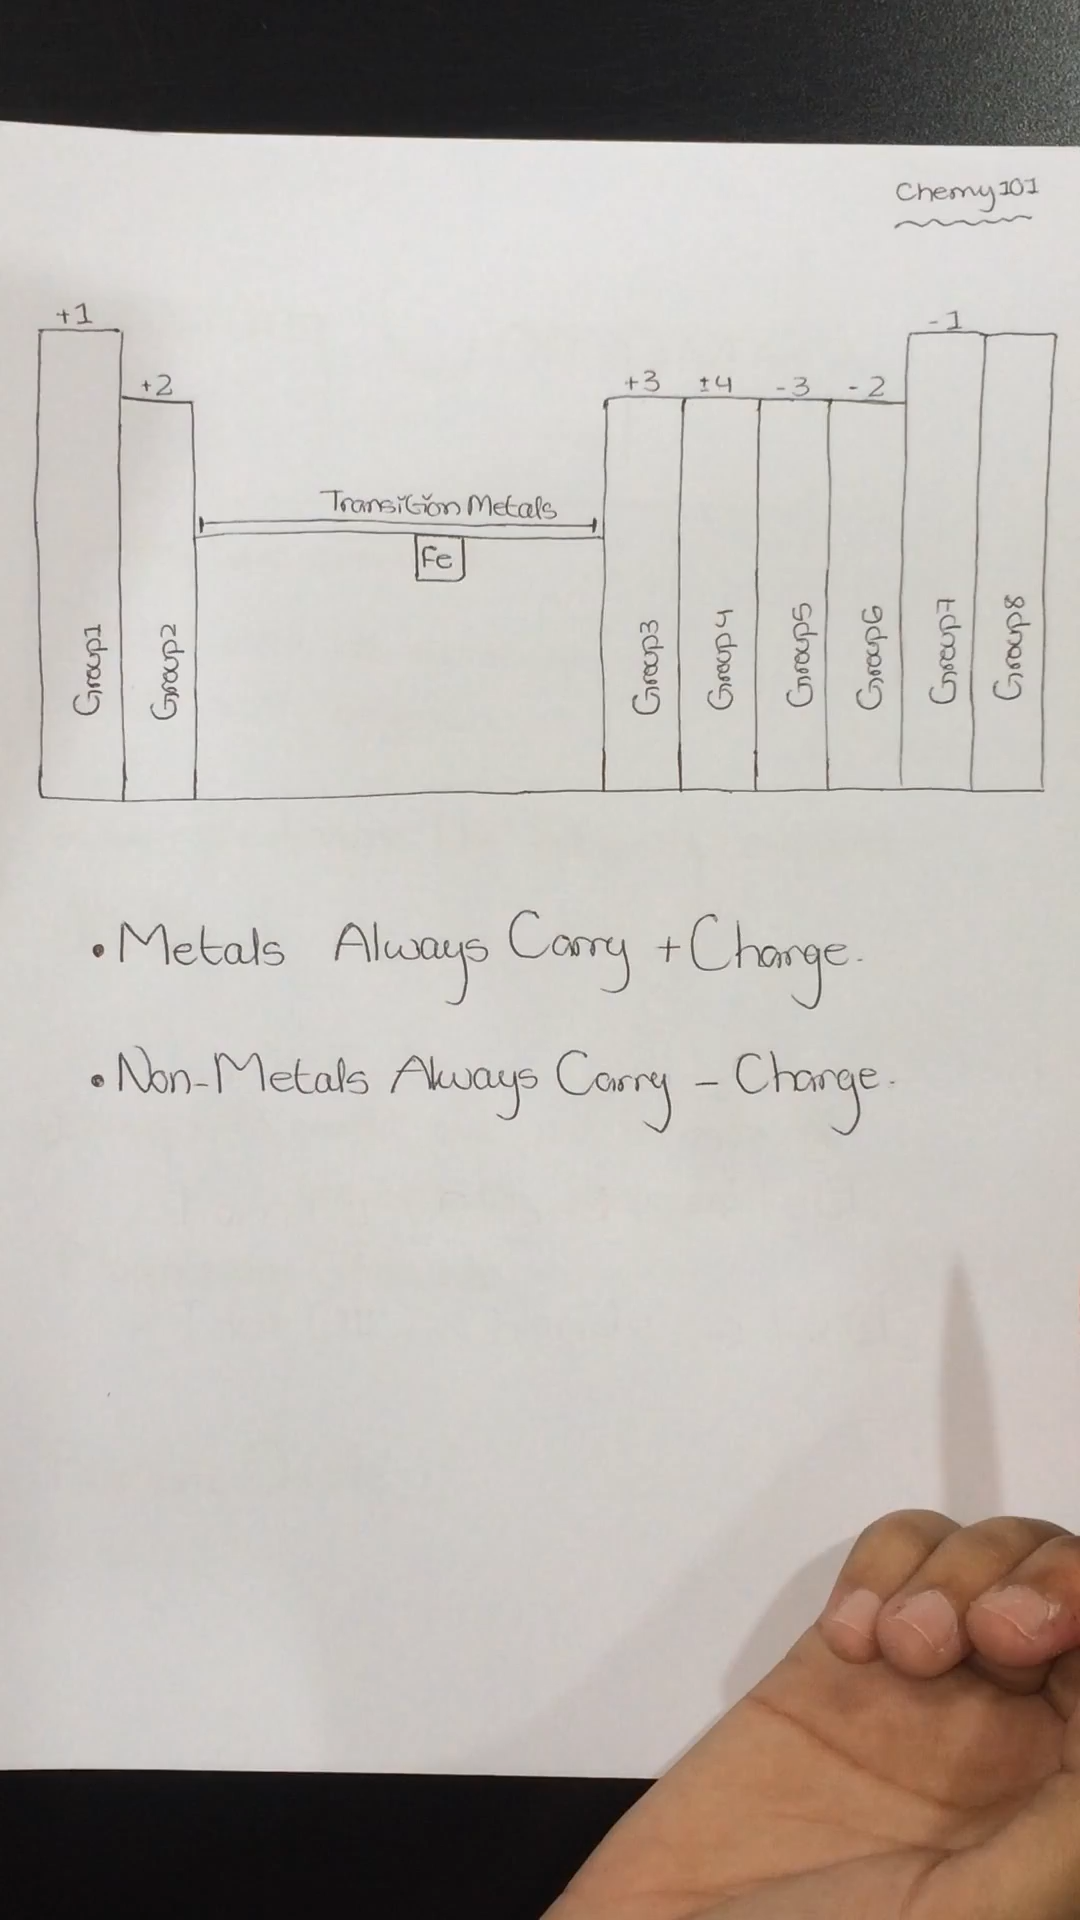 Chemy101
+1
-1
+2
+3 ±4 -3 -2
Transition Metals
Fe
Group1
Group2
Group3
Group4
Group5
Group6
Group7
Group8
• Metals Always Carry + Charge.
• Non-Metals Always Carry – Charge.